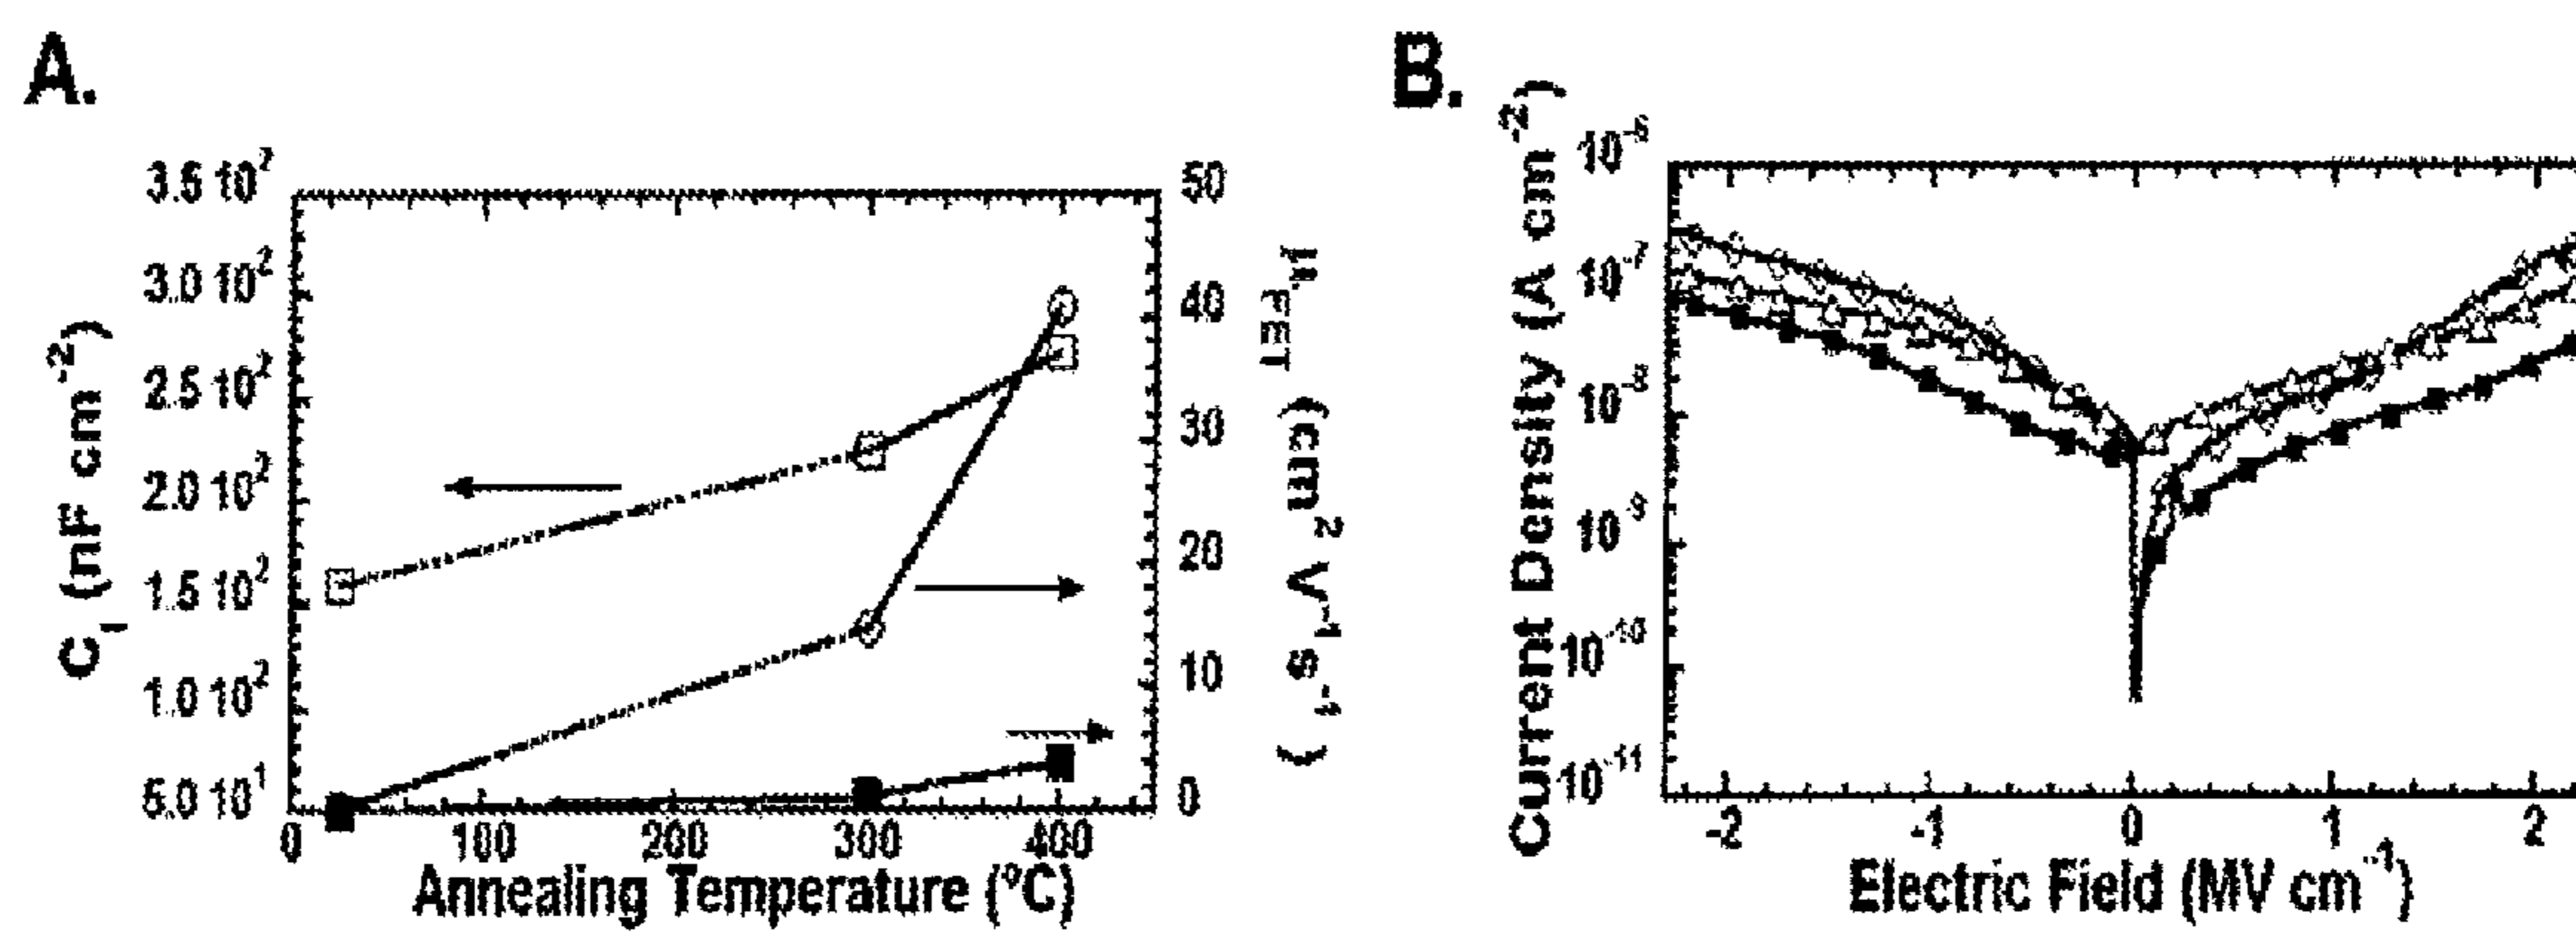 A.
3.5 10²
3.0 10²
2.5 10²
2.0 10²
1.5 10²
1.0 10²
5.0 10¹
C_i (nF cm⁻²)
50
40
30
20
10
0
μ_FET (cm² V⁻¹s⁻¹)
0 100 200 300 400
Annealing Temperature (°C)
B.
10⁻⁷
10⁻⁸
10⁻⁹
10⁻¹⁰
10⁻¹¹
Current Density (A cm⁻²)
-2 -1 0 1 2
Electric Field (MV cm⁻¹)